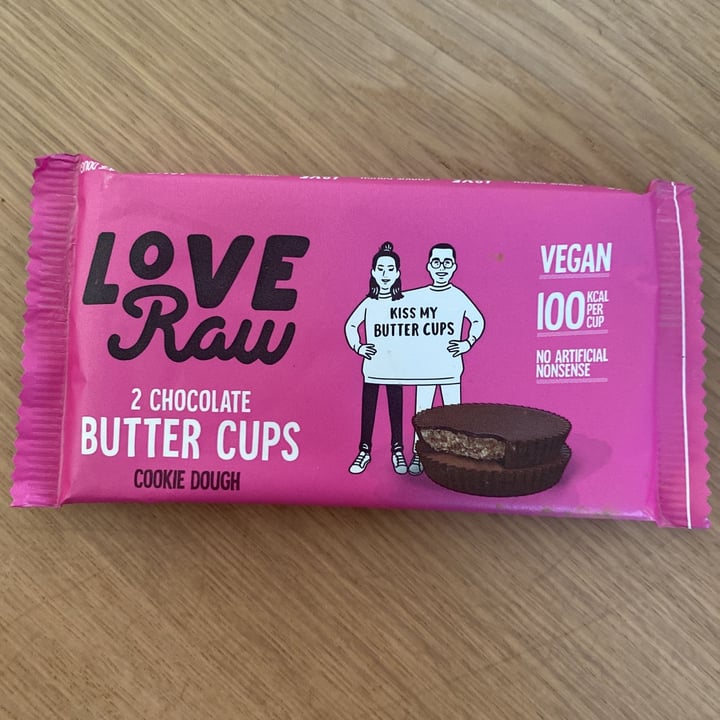 LOVE
Raw
2 CHOCOLATE
BUTTER CUPS
COOKIE DOUGH
KISS MY
BUTTER CUPS
VEGAN
100 KCAL
PER
CUP
NO ARTIFICIAL
NONSENSE